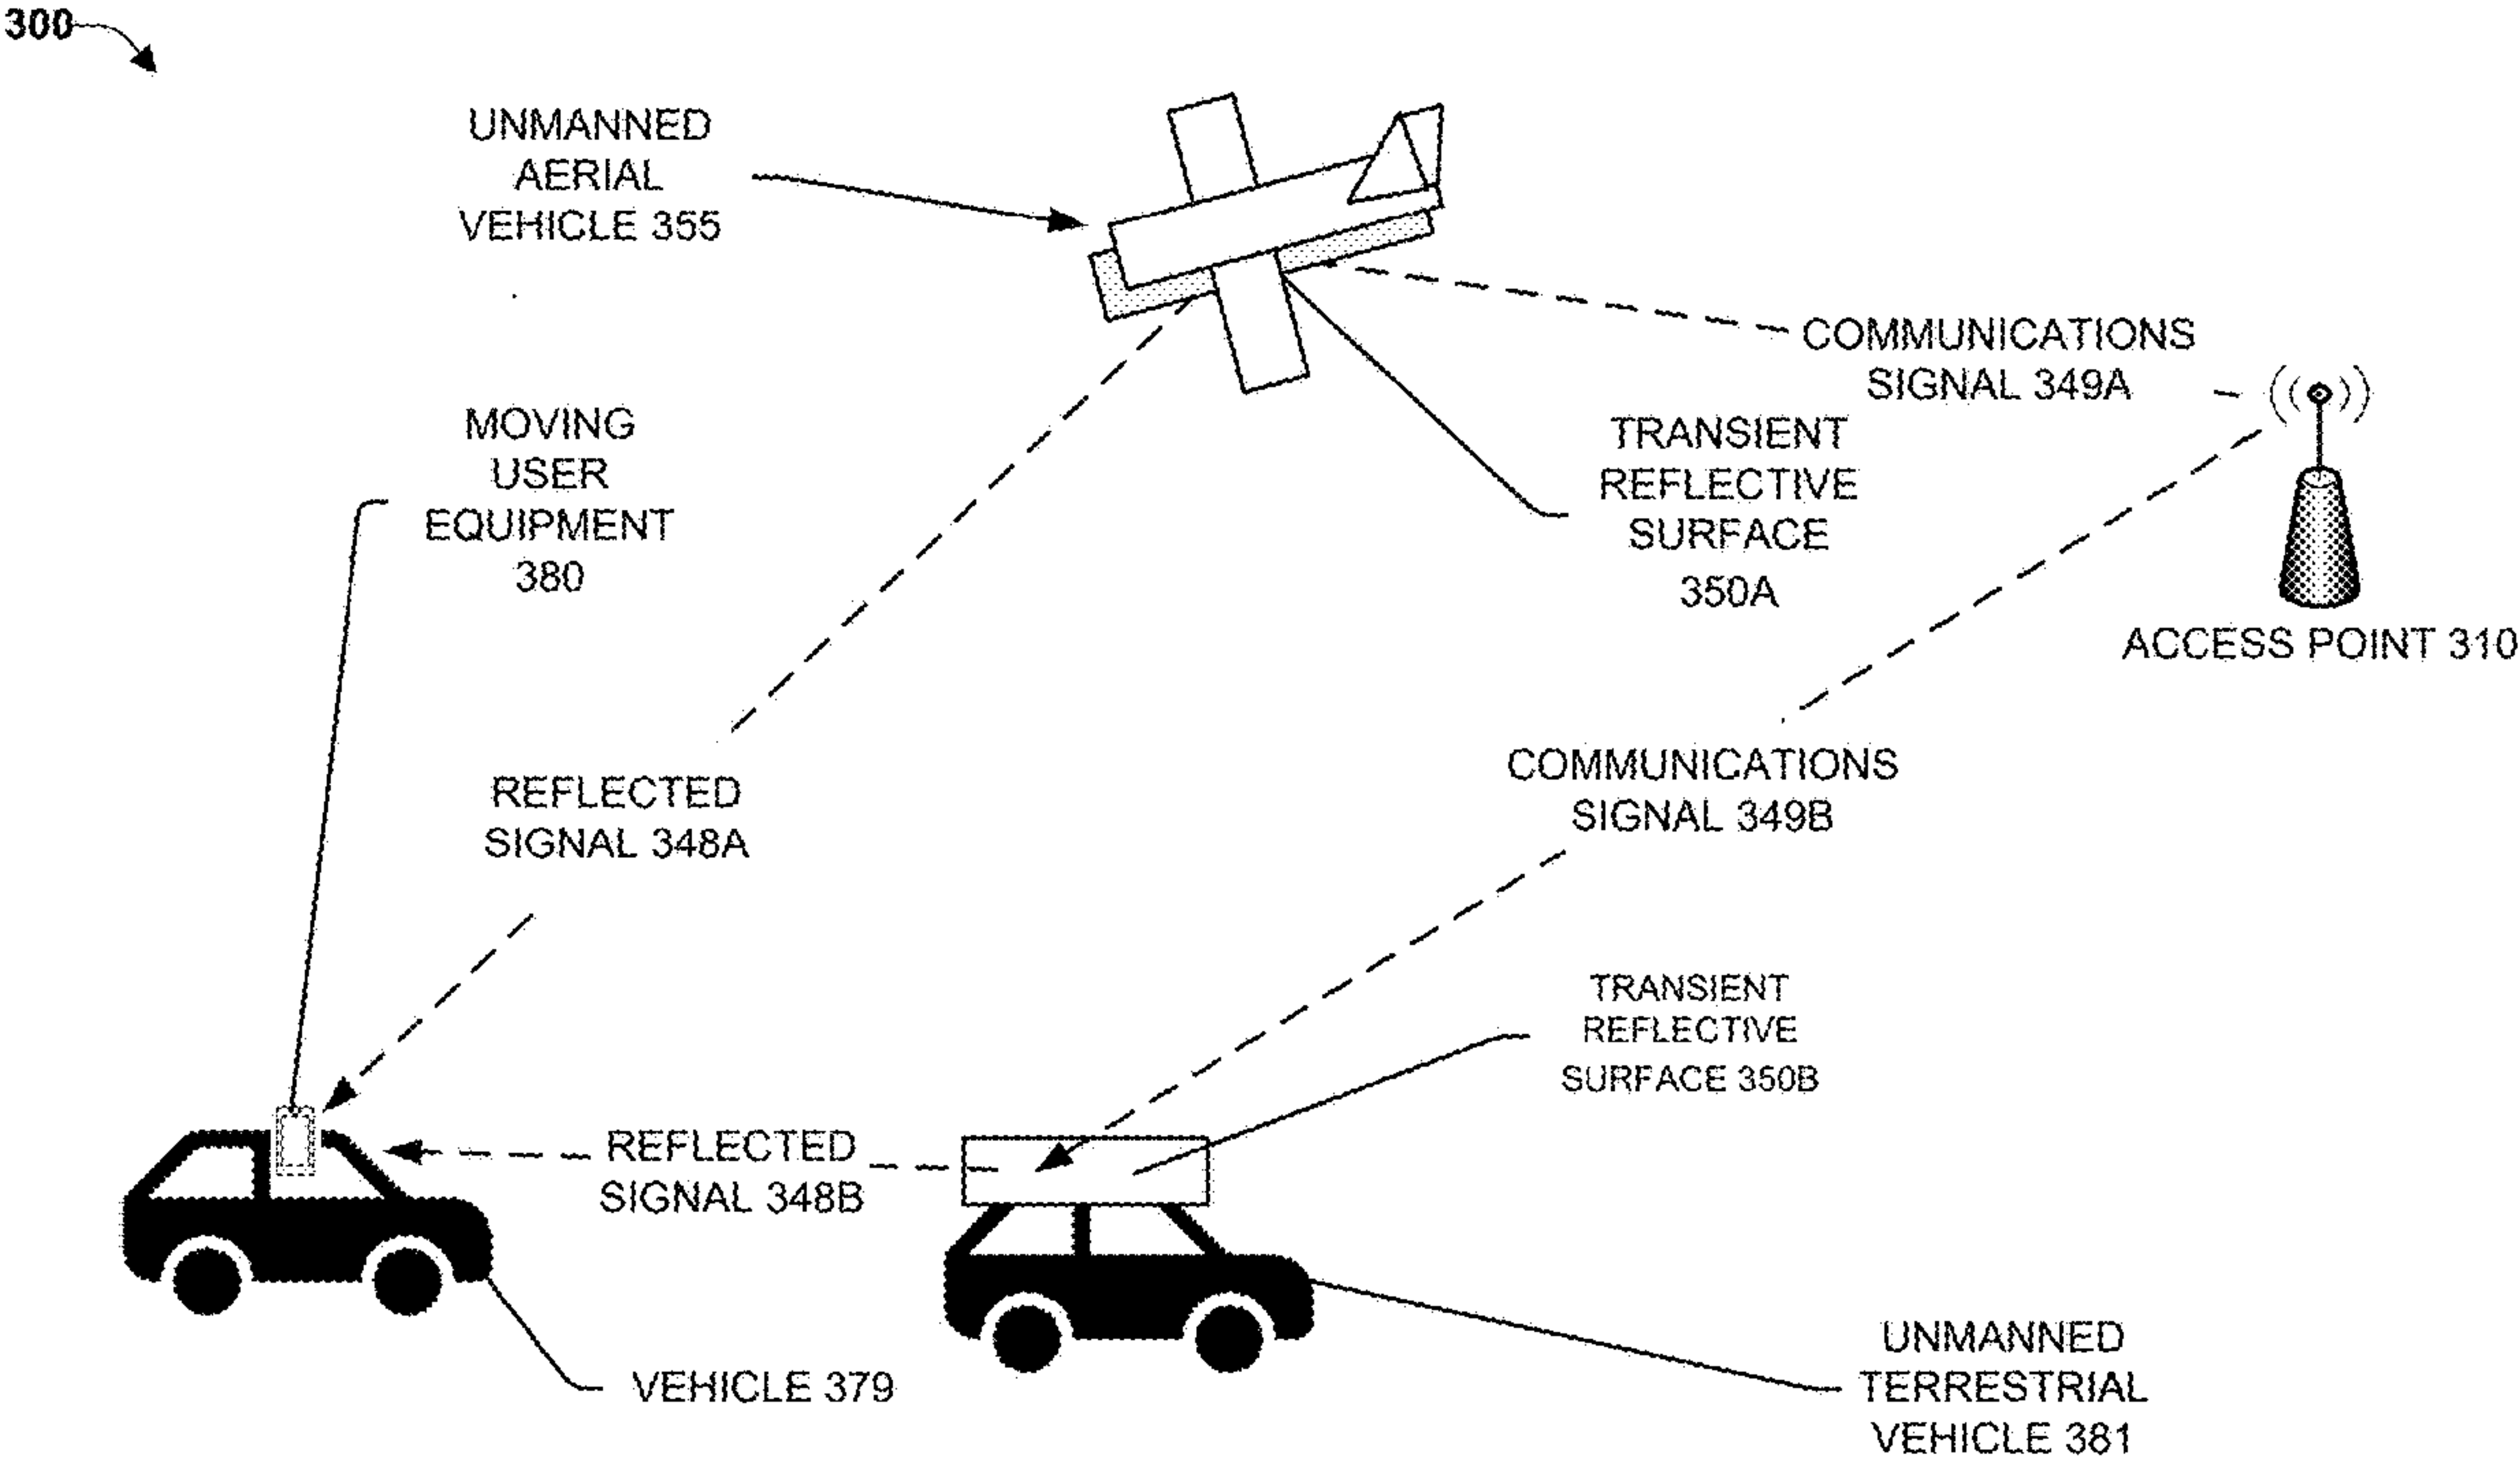 300
UNMANNED
AERIAL
VEHICLE 355
COMMUNICATIONS
SIGNAL 349A
MOVING
USER
EQUIPMENT
380
TRANSIENT
REFLECTIVE
SURFACE
350A
ACCESS POINT 310
REFLECTED
SIGNAL 348A
COMMUNICATIONS
SIGNAL 349B
TRANSIENT
REFLECTIVE
SURFACE 350B
REFLECTED
SIGNAL 348B
VEHICLE 379
UNMANNED
TERRESTRIAL
VEHICLE 381